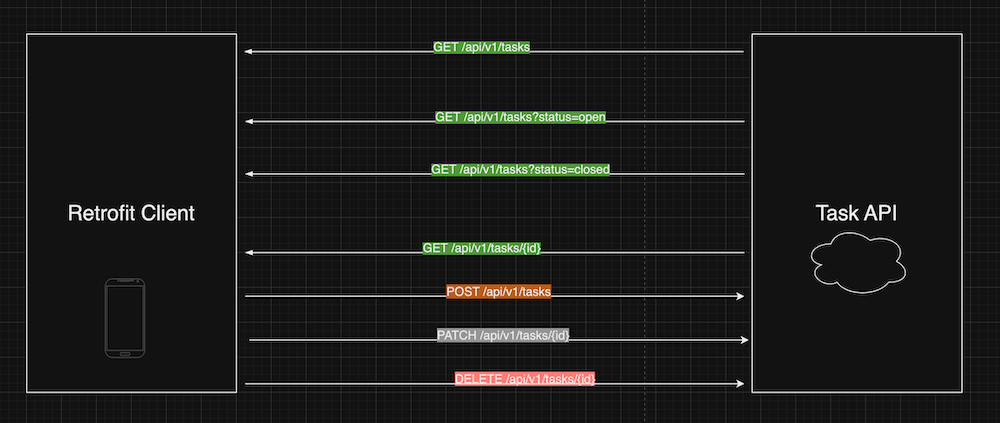 GET /api/v1/tasks
GET /api/v1/tasks?status=open
GET /api/v1/tasks?status=closed
Retrofit Client
Task API
GET /api/v1/tasks/{id}
POST /api/v1/tasks
PATCH /api/v1/tasks/{id}
DELETE /api/v1/tasks/{id}